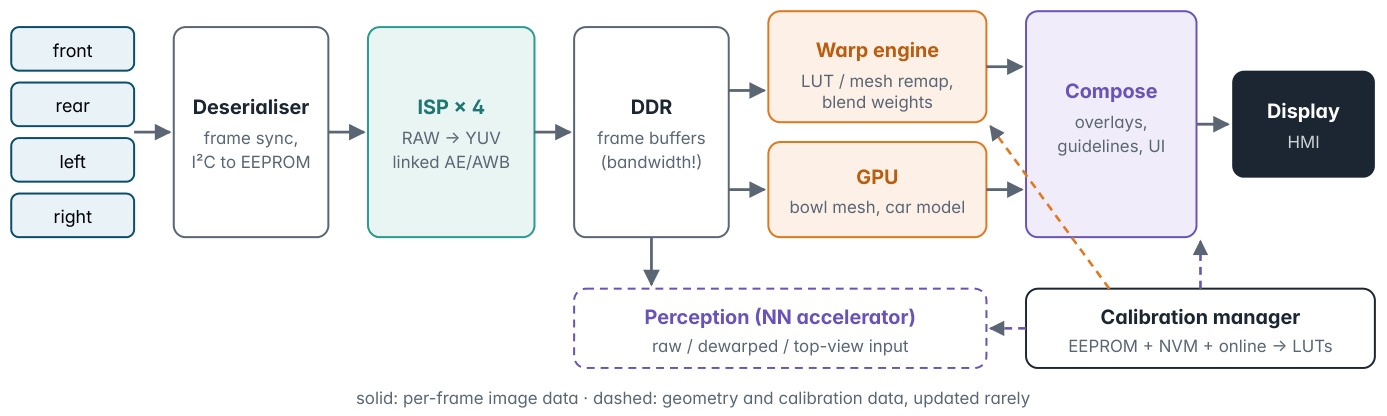 front
rear
left
right
Deserialiser
frame sync,
I²C to EEPROM
ISP × 4
RAW → YUV
linked AE/AWB
DDR
frame buffers
(bandwidth!)
Warp engine
LUT / mesh remap,
blend weights
GPU
bowl mesh, car model
Compose
overlays,
guidelines, UI
Display
HMI
Perception (NN accelerator)
raw / dewarped / top-view input
Calibration manager
EEPROM + NVM + online → LUTs
solid: per-frame image data · dashed: geometry and calibration data, updated rarely